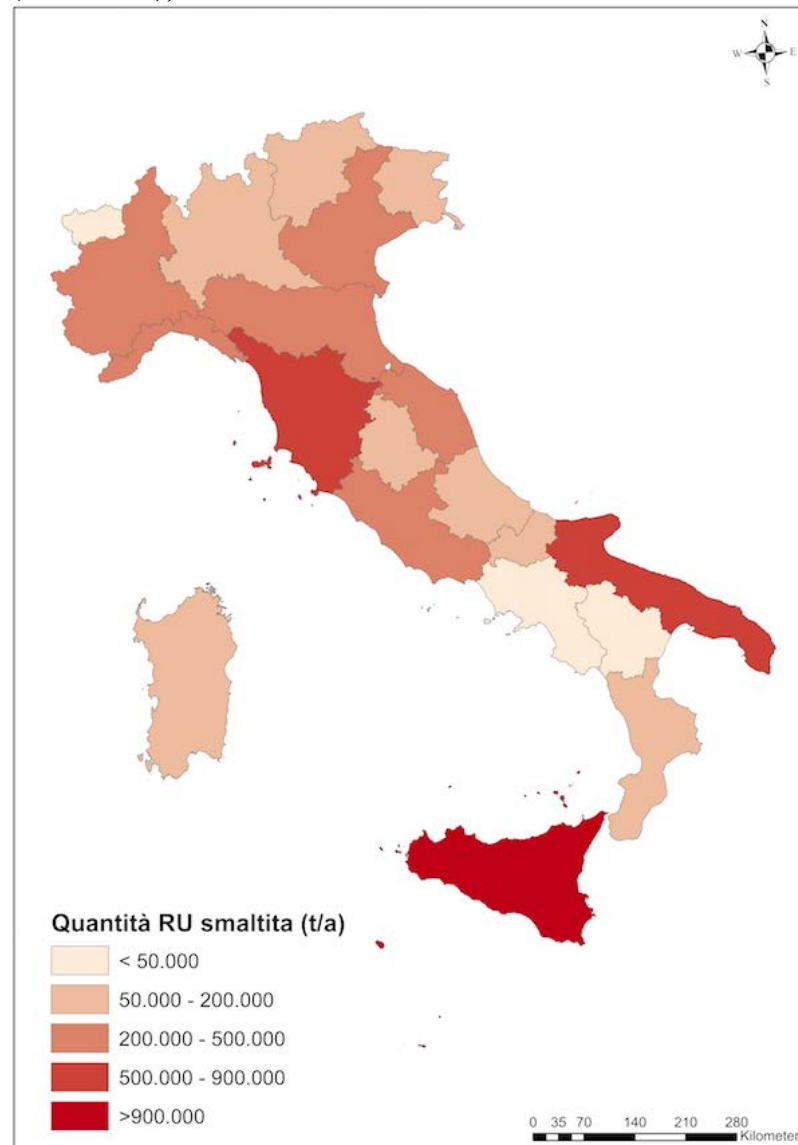 N
W E
S
Quantità RU smaltita (t/a)
< 50.000
50.000 - 200.000
200.000 - 500.000
500.000 - 900.000
>900.000
0 35 70 140 210 280
Kilometer